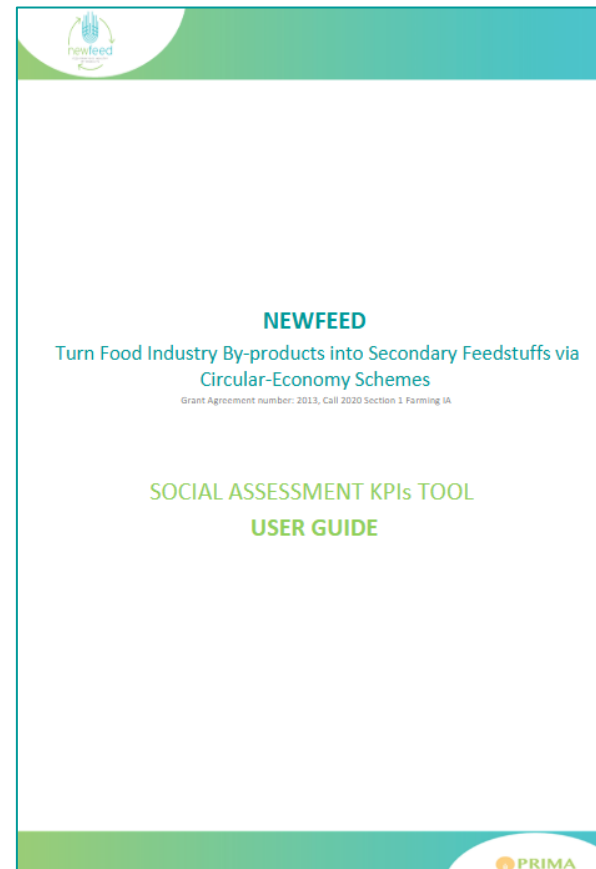 newfeed
NEWFEED
Turn Food Industry By-products into Secondary Feedstuffs via
Circular-Economy Schemes
Grant Agreement number: 2013, Call 2020 Section 1 Farming IA
SOCIAL ASSESSMENT KPIs TOOL
USER GUIDE
PRIMA